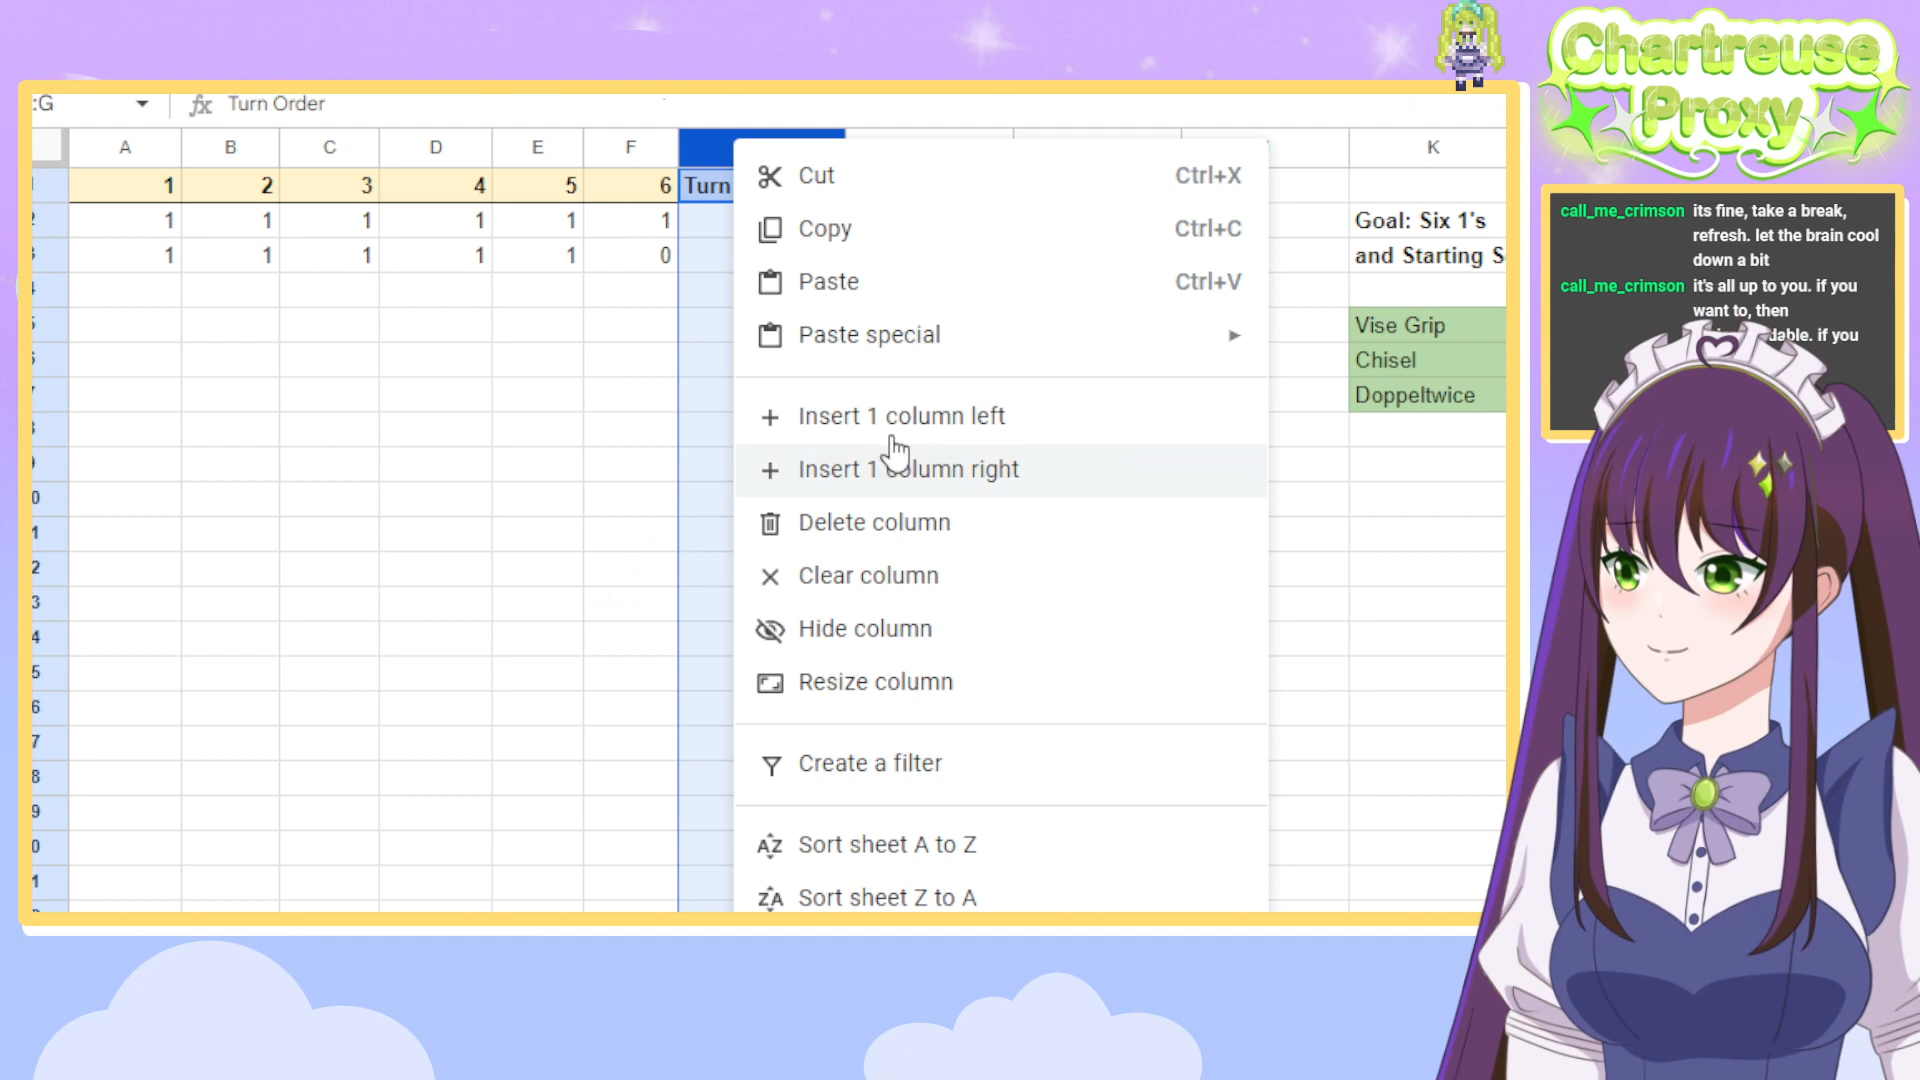 Chartreuse
Proxy
:G
fx Turn Order
A B C D E F K
1 2 3 4 5 6 Turn
1 1 1 1 1 1
1 1 1 1 1 0
Cut Ctrl+X
Copy Ctrl+C
Paste Ctrl+V
Paste special
Insert 1 column left
Insert 1 column right
Delete column
Clear column
Hide column
Resize column
Create a filter
Sort sheet A to Z
Sort sheet Z to A
Goal: Six 1's
and Starting S
Vise Grip
Chisel
Doppeltwice
call_me_crimson its fine, take a break,
refresh. let the brain cool
down a bit
call_me_crimson it's all up to you. if you
want to, then
dable. if you